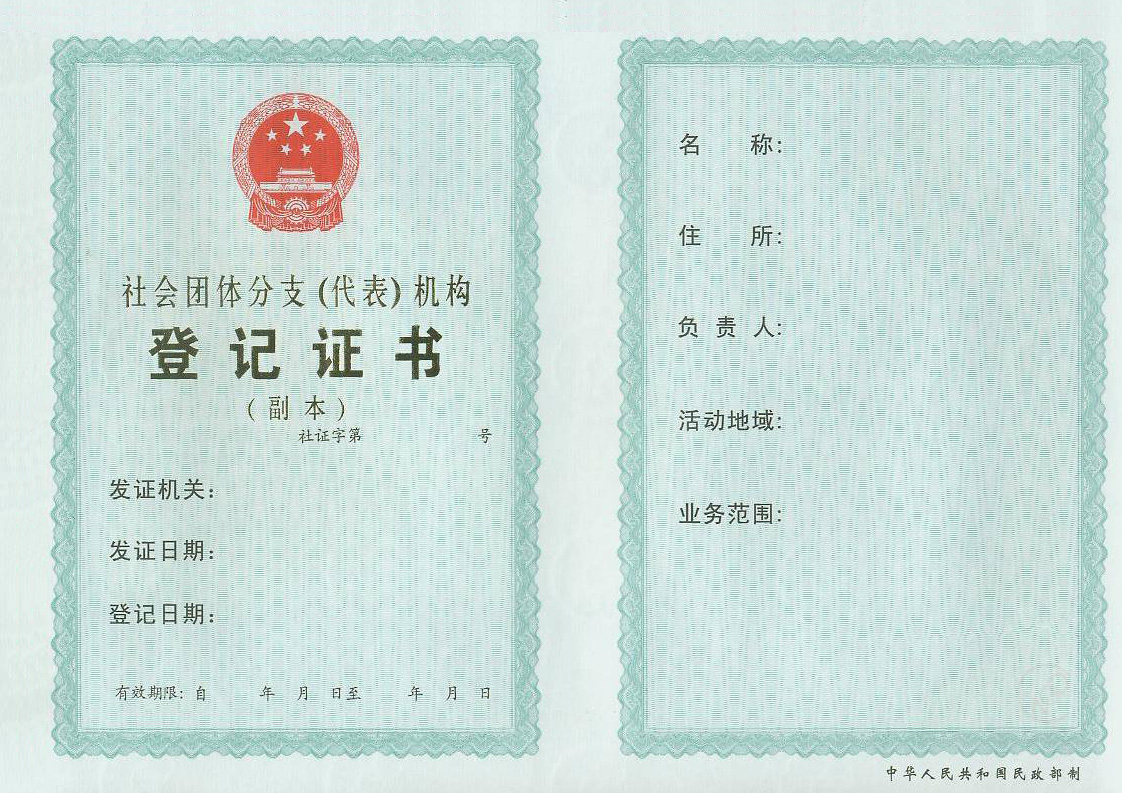 社会团体分支(代表)机构
登记证书
(副本)
社证字第 号
发证机关:
发证日期:
登记日期:
有效期限: 自 年 月 日至 年 月 日
名 称:
住 所:
负 责 人:
活动地域:
业务范围:
中华人民共和国民政部制